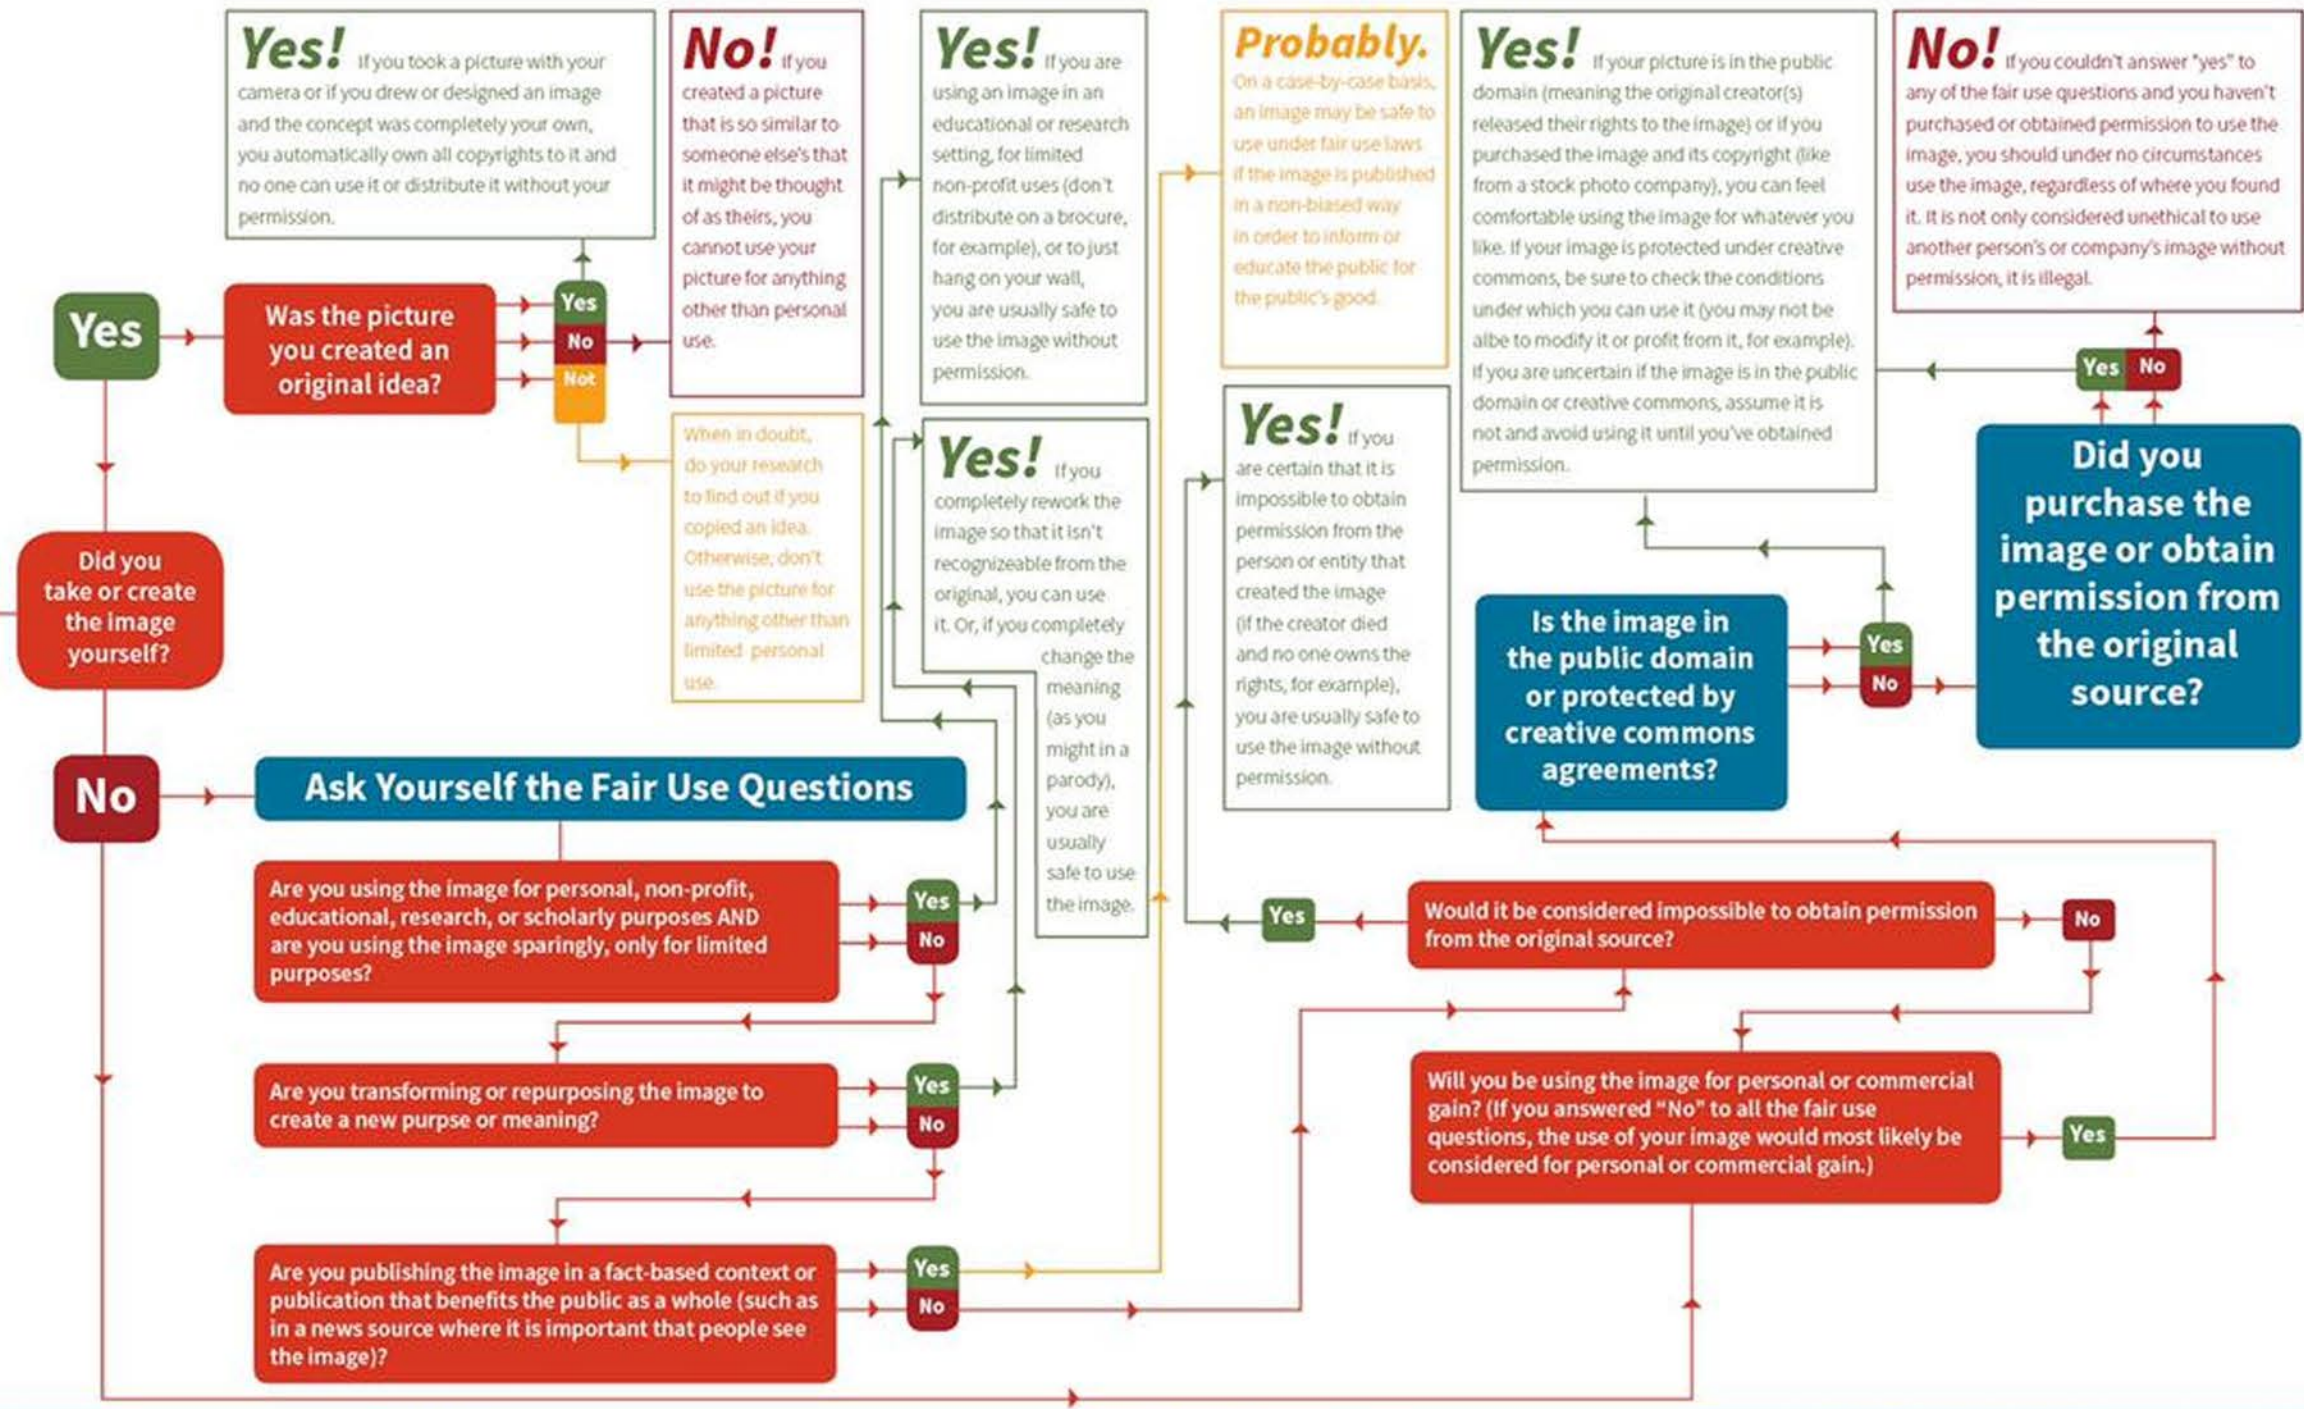 Yes! If you took a picture with your
camera or if you drew or designed an image
and the concept was completely your own,
you automatically own all copyrights to it and
no one can use it or distribute it without your
permission.
No! If you
created a picture
that is so similar to
someone else's that
it might be thought
of as theirs, you
cannot use your
picture for anything
other than personal
use.
Yes! If you are
using an image in an
educational or research
setting, for limited
non-profit uses (don't
distribute on a brocure,
for example), or to just
hang on your wall,
you are usually safe to
use the image without
permission.
Probably.
On a case-by-case basis,
an image may be safe to
use under fair use laws
if the image is published
in a non-biased way
in order to inform or
educate the public for
the public's good.
Yes! If your picture is in the public
domain (meaning the original creator(s)
released their rights to the image) or if you
purchased the image and its copyright (like
from a stock photo company), you can feel
comfortable using the image for whatever you
like. If your image is protected under creative
commons, be sure to check the conditions
under which you can use it (you may not be
albe to modify it or profit from it, for example).
If you are uncertain if the image is in the public
domain or creative commons, assume it is
not and avoid using it until you've obtained
permission.
No! If you couldn't answer "yes" to
any of the fair use questions and you haven't
purchased or obtained permission to use the
image, you should under no circumstances
use the image, regardless of where you found
it. It is not only considered unethical to use
another person's or company's image without
permission, it is illegal.
Yes
Was the picture
you created an
original idea?
Yes
No
Not
When in doubt,
do your research
to find out if you
copied an idea.
Otherwise, don't
use the picture for
anything other than
limited personal
use.
Yes! If you
completely rework the
image so that it isn't
recognizeable from the
original, you can use
it. Or, if you completely
change the
meaning
(as you
might in a
parody),
you are
usually
safe to use
the image.
Yes! If you
are certain that it is
impossible to obtain
permission from the
person or entity that
created the image
(if the creator died
and no one owns the
rights, for example),
you are usually safe to
use the image without
permission.
Yes No
Did you
purchase the
image or obtain
permission from
the original
source?
Did you
take or create
the image
yourself?
Is the image in
the public domain
or protected by
creative commons
agreements?
Yes
No
No
Ask Yourself the Fair Use Questions
Are you using the image for personal, non-profit,
educational, research, or scholarly purposes AND
are you using the image sparingly, only for limited
purposes?
Yes
No
Yes
Would it be considered impossible to obtain permission
from the original source?
No
Are you transforming or repurposing the image to
create a new purpse or meaning?
Yes
No
Will you be using the image for personal or commercial
gain? (If you answered “No” to all the fair use
questions, the use of your image would most likely be
considered for personal or commercial gain.)
Yes
Are you publishing the image in a fact-based context or
publication that benefits the public as a whole (such as
in a news source where it is important that people see
the image)?
Yes
No